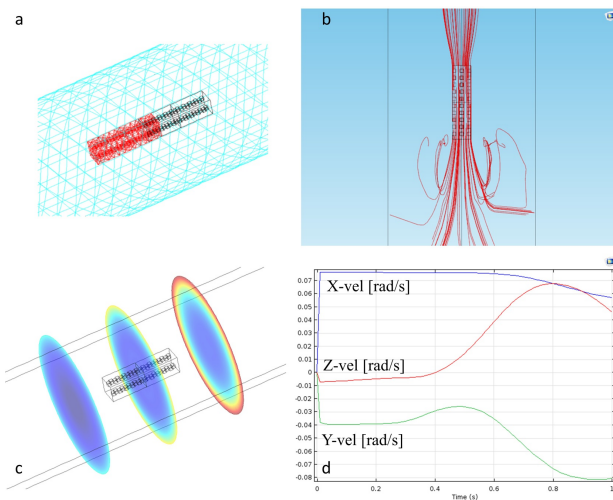 a
b
c
0.07
0.06
0.05
0.04
0.03
0.02
0.01
0
-0.01
-0.02
-0.03
-0.04
-0.05
-0.06
-0.07
-0.08
X-vel [rad/s]
Z-vel [rad/s]
Y-vel [rad/s]
d
0 0.2 0.4 0.6 0.8 1
Time (s)